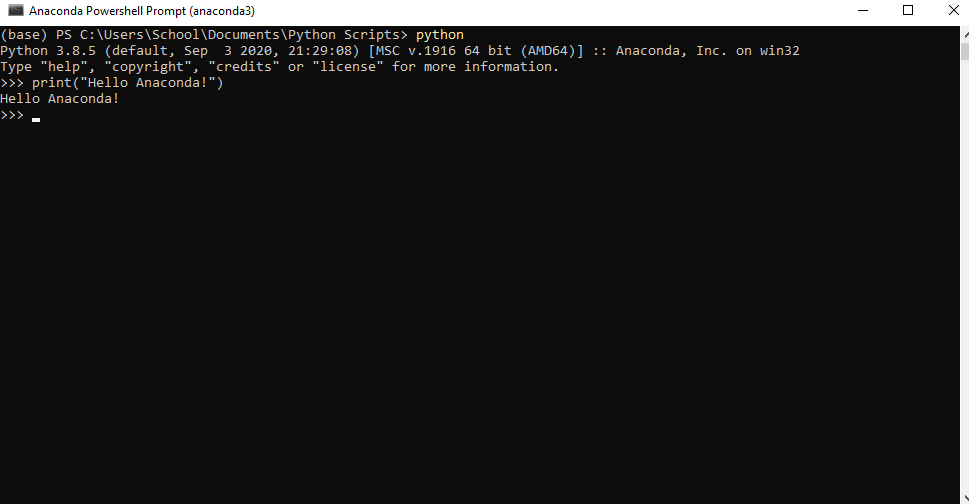 Anaconda Powershell Prompt (anaconda3)
(base) PS C:\Users\School\Documents\Python Scripts> python
Python 3.8.5 (default, Sep  3 2020, 21:29:08) [MSC v.1916 64 bit (AMD64)] :: Anaconda, Inc. on win32
Type "help", "copyright", "credits" or "license" for more information.
>>> print("Hello Anaconda!")
Hello Anaconda!
>>>